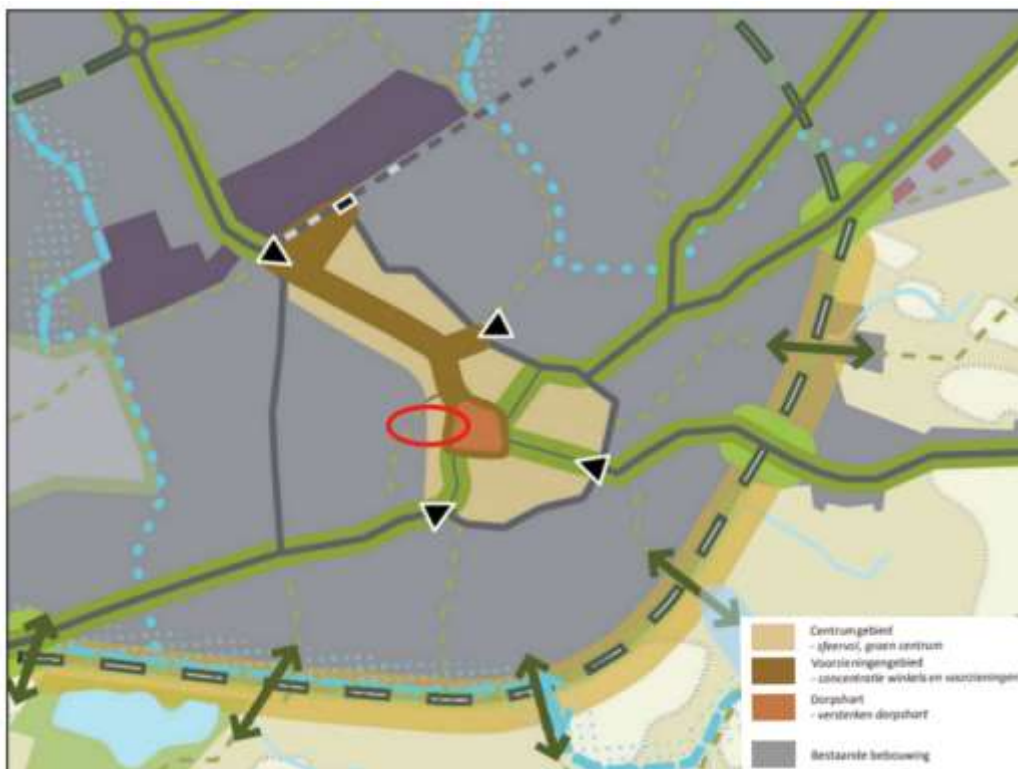 Centrumgebied
- sfeervol, groen centrum
Voorzieningengebied
- concentratie winkels en voorzieningen
Dorpshart
- versterken dorpshart
Bestaande bebouwing